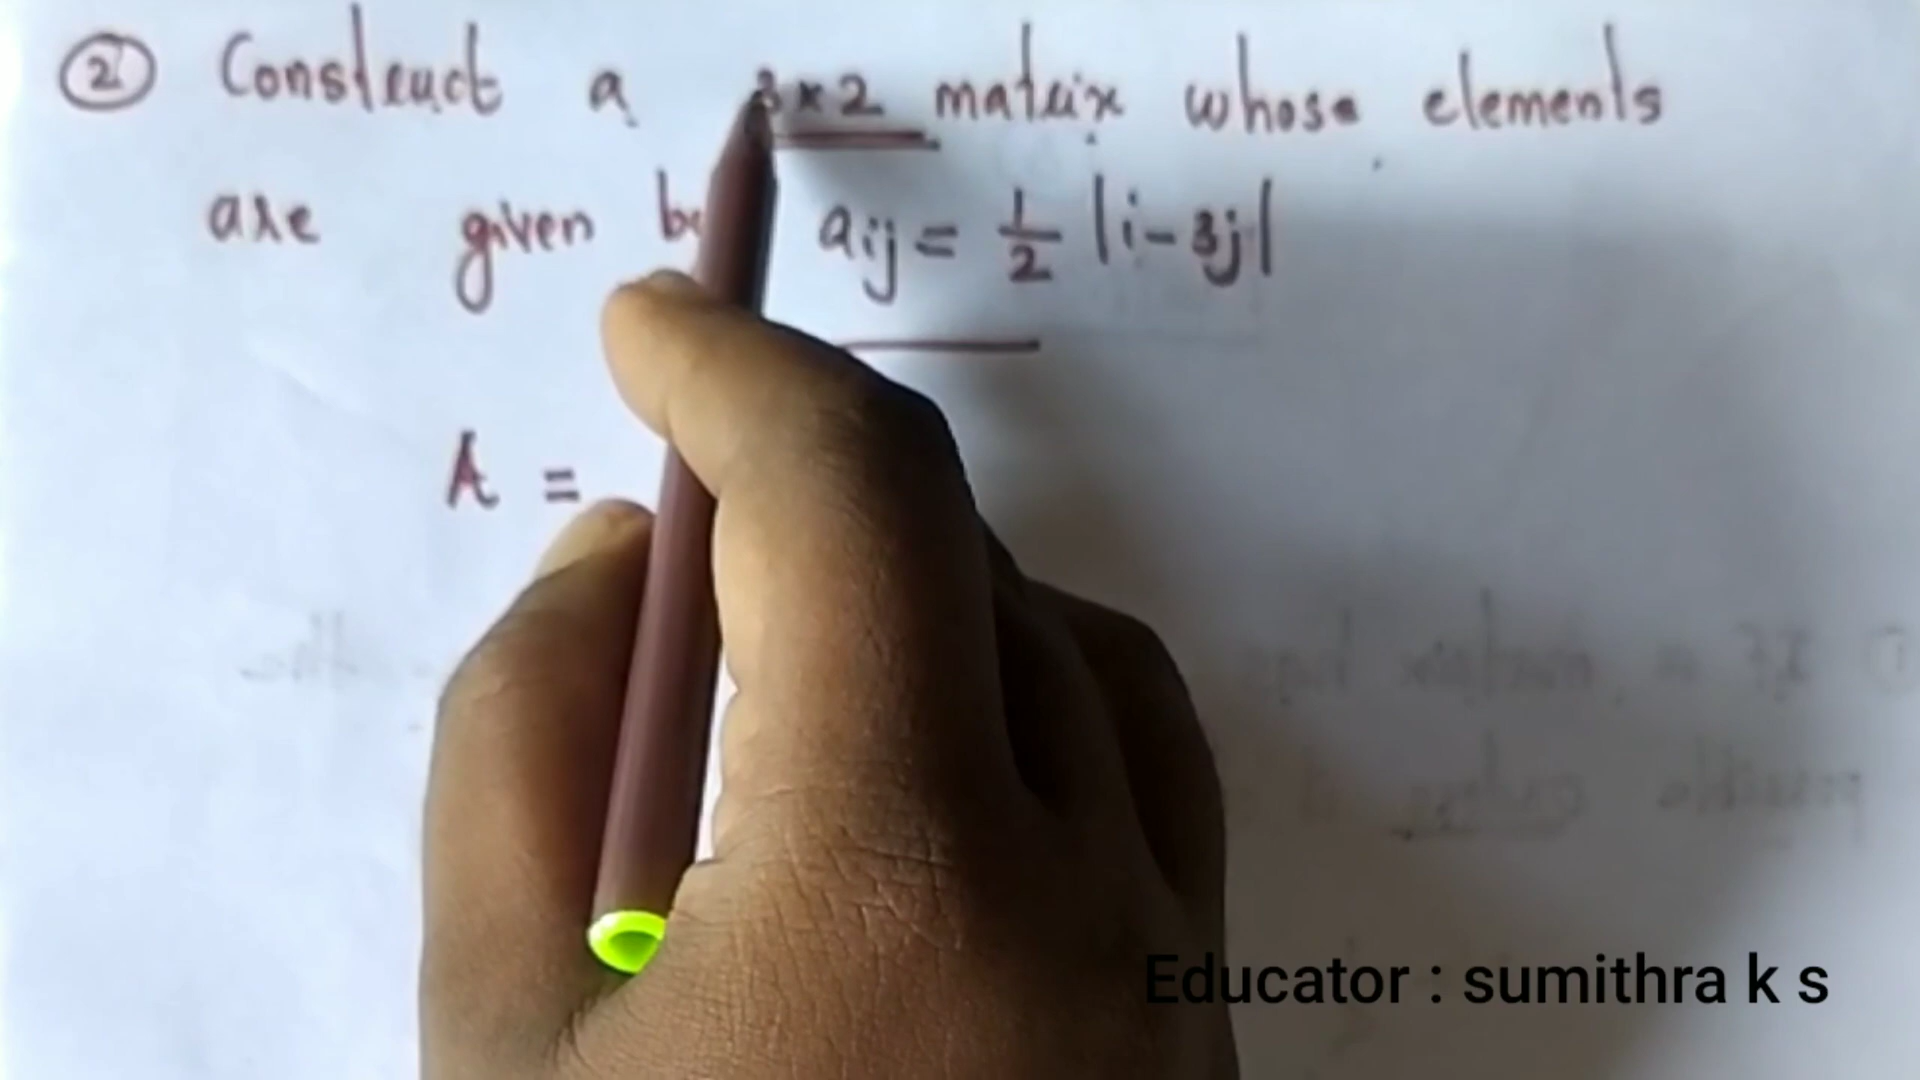 ② Construct a 3×2 matrix whose elements
are given by aij = 1/2 |i-3j|
A =
Educator : sumithra k s